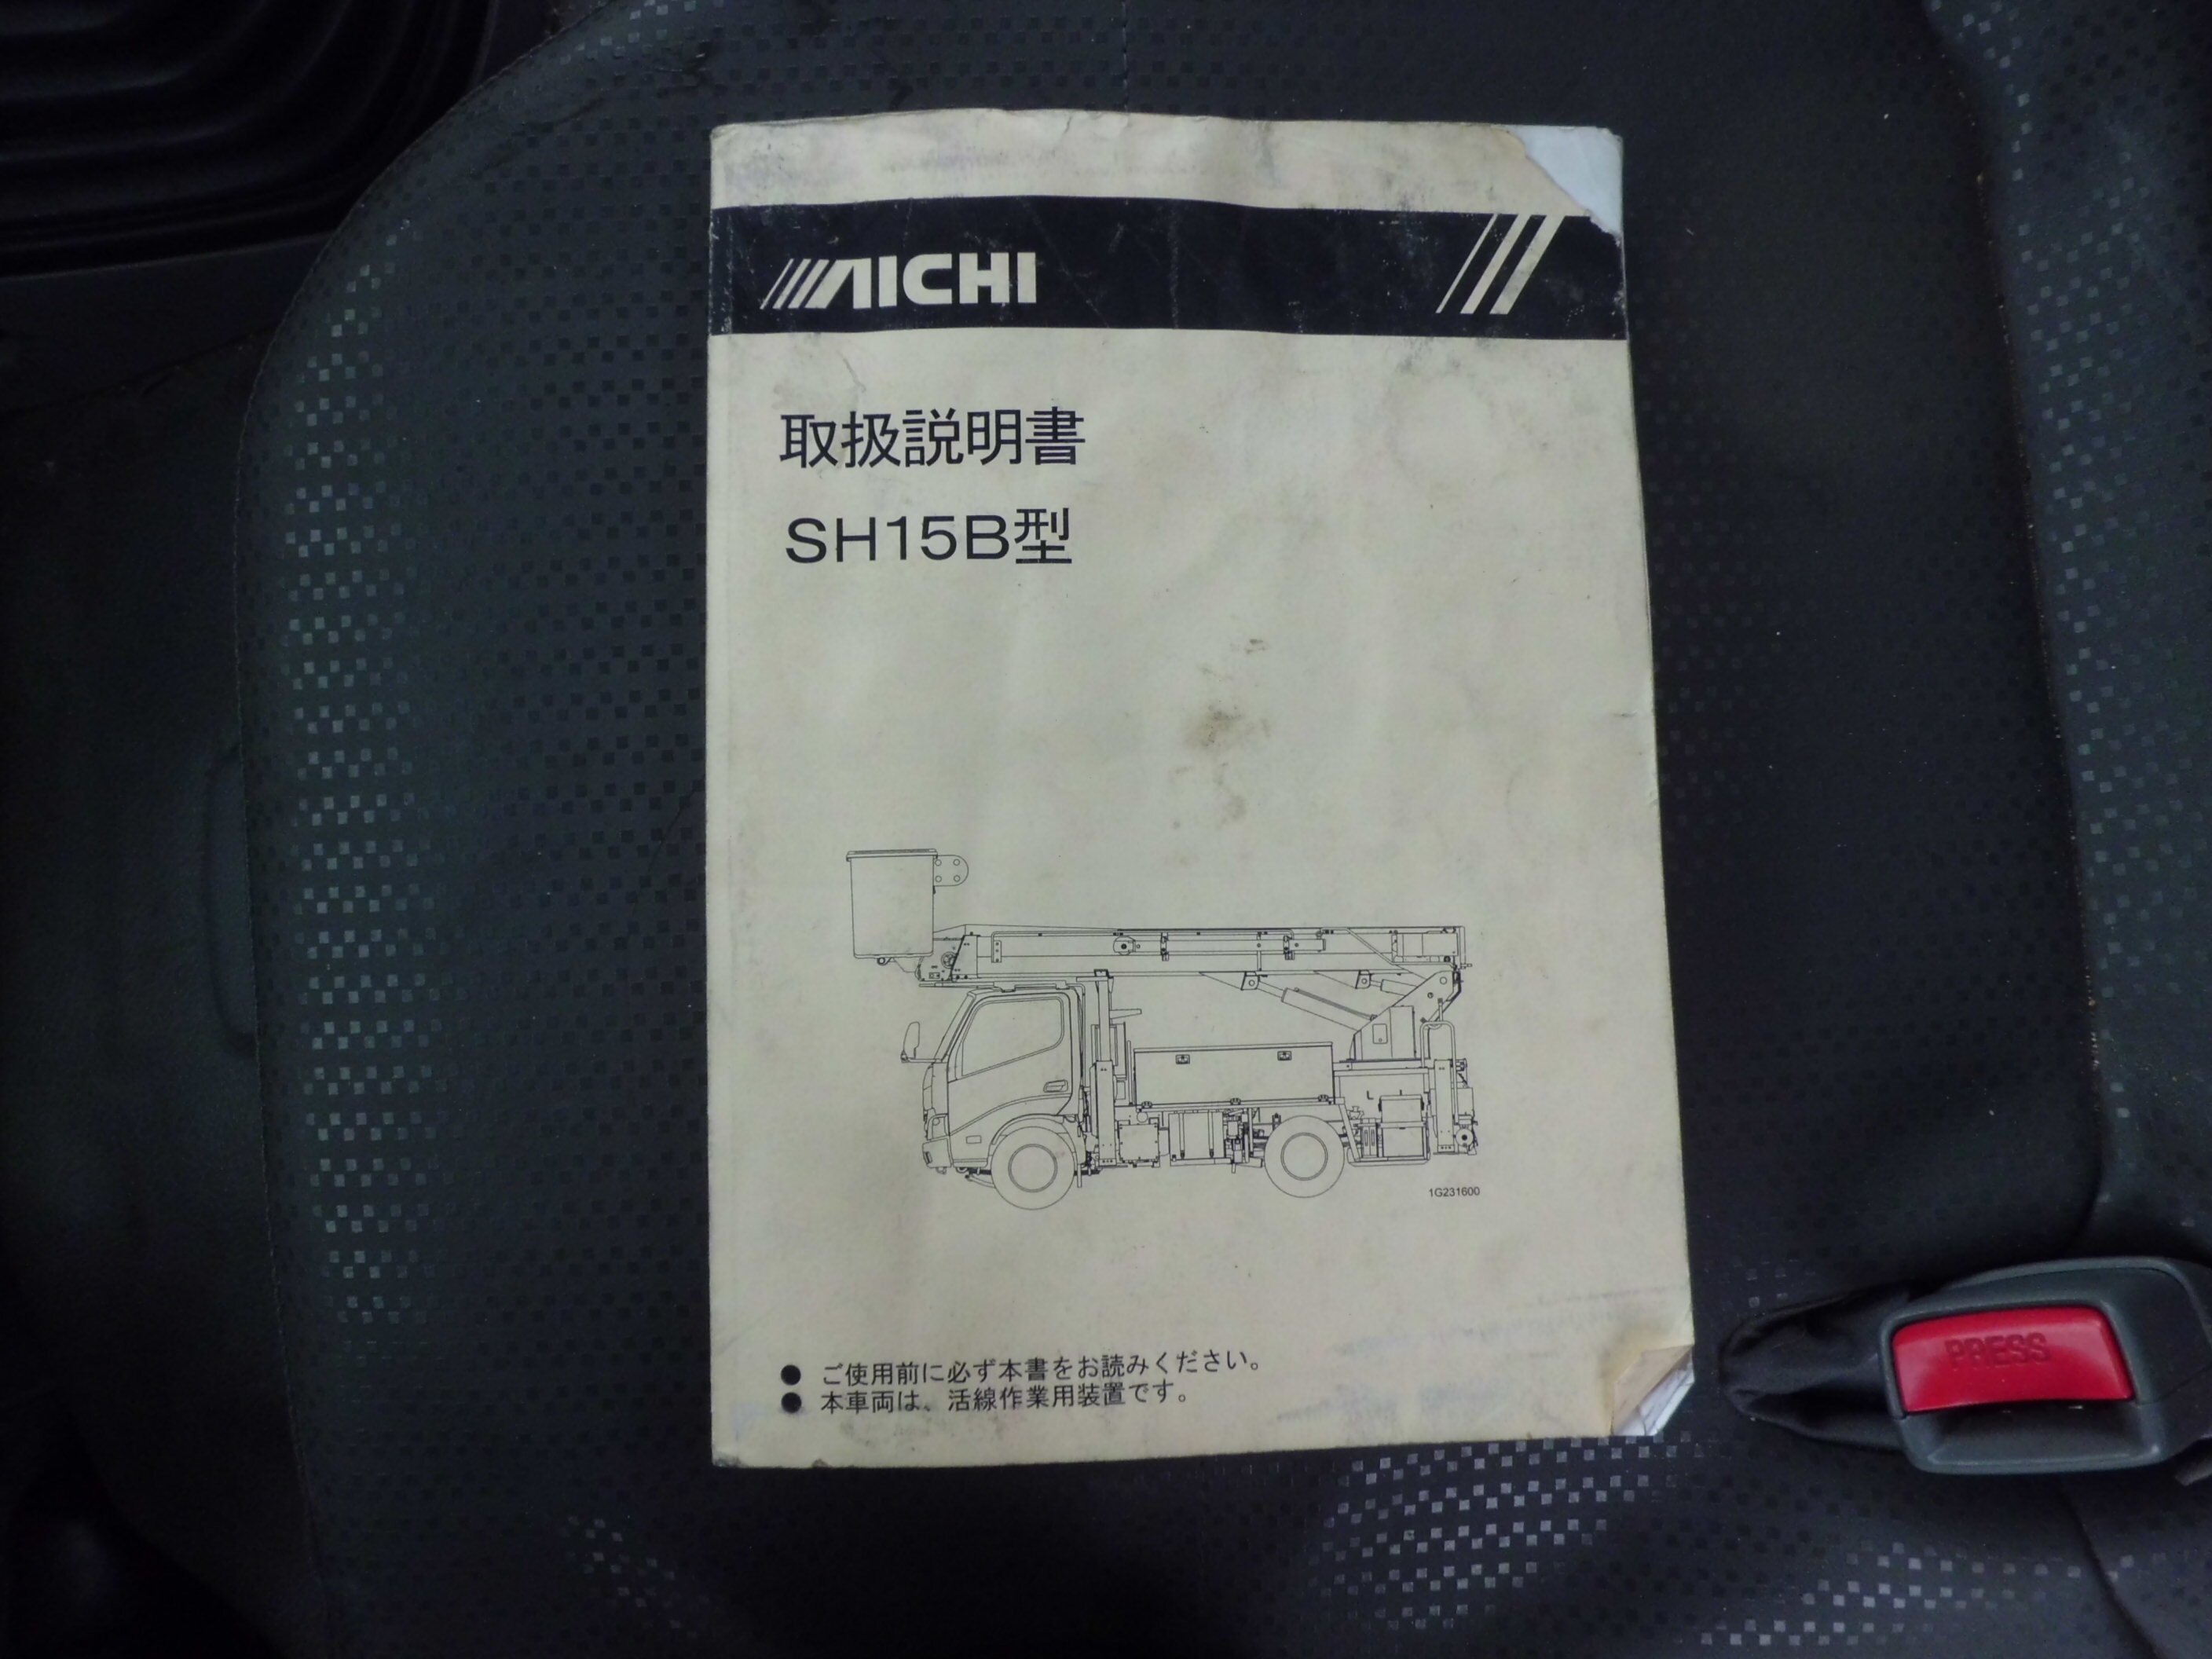 AICHI
取扱説明書
SH15B型
1G231600
● ご使用前に必ず本書をお読みください。
● 本車両は、活線作業用装置です。
PRESS